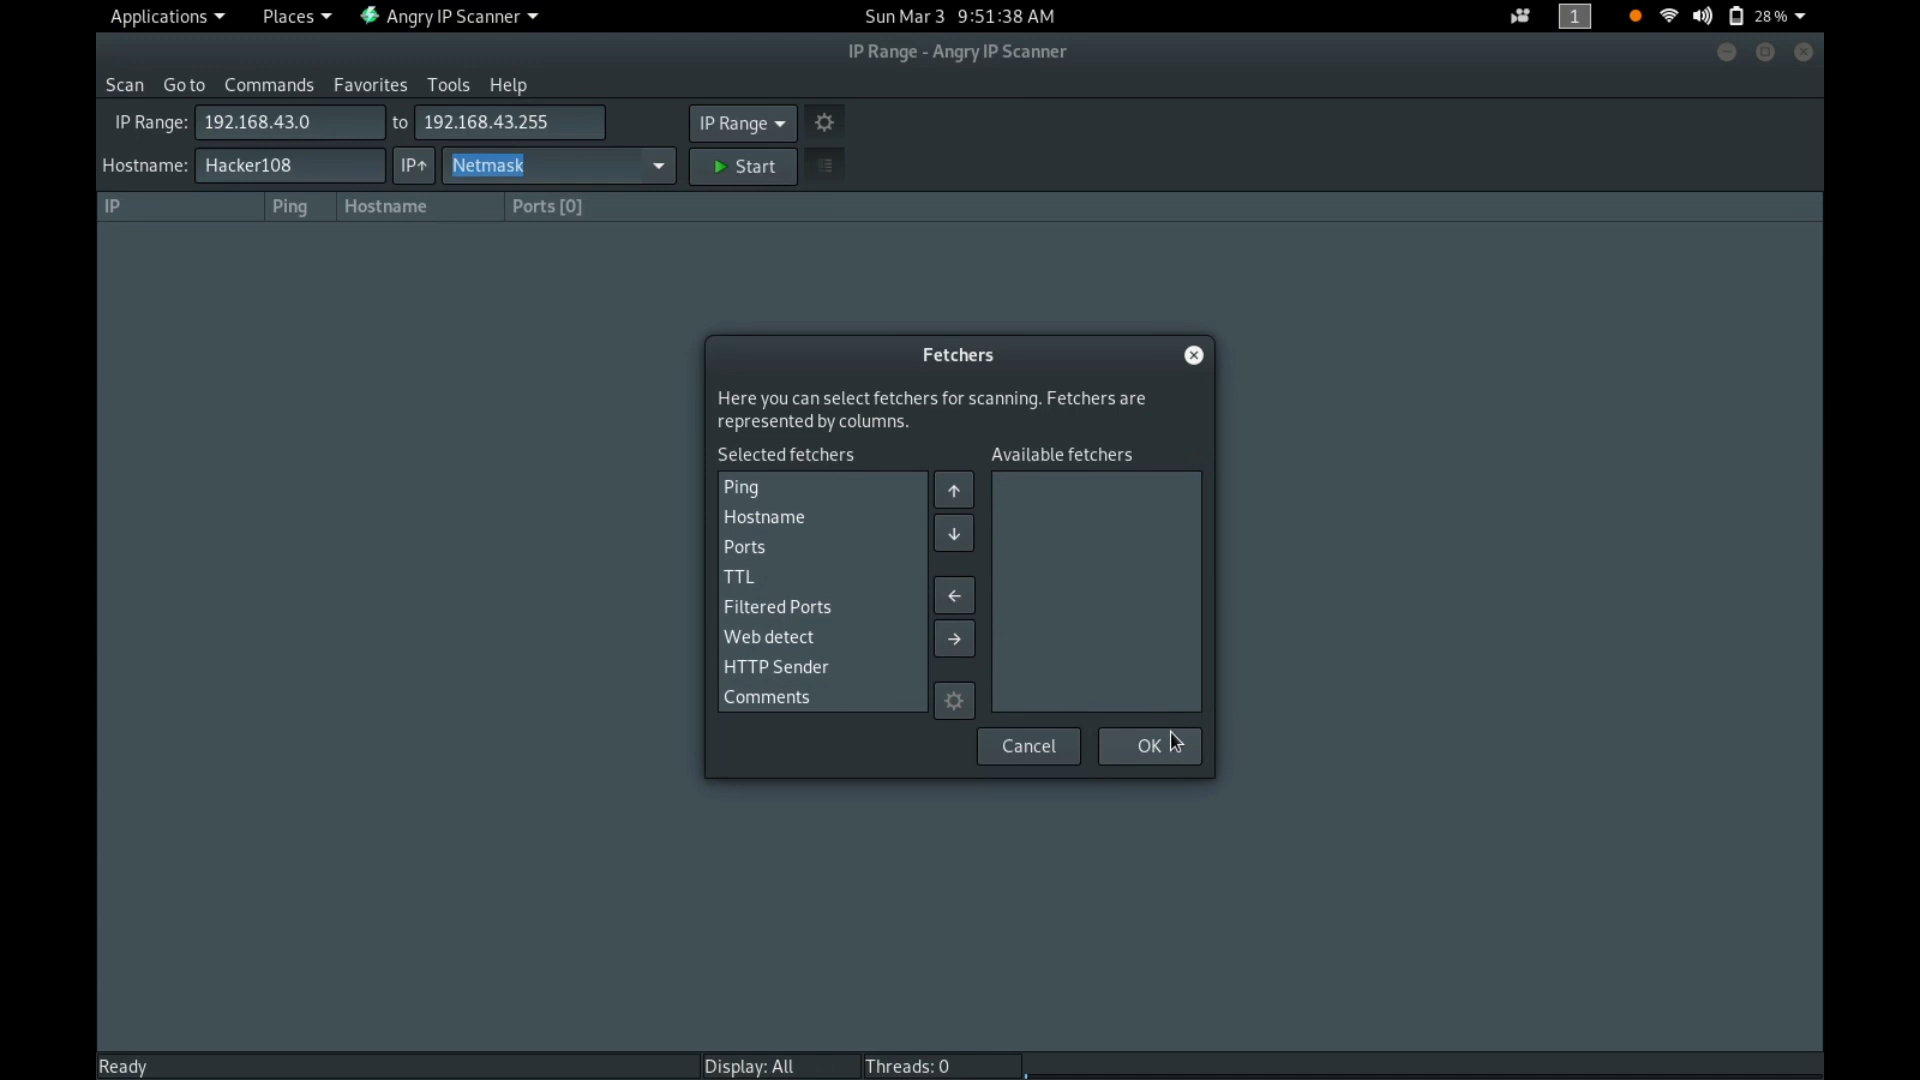 Applications Places Angry IP Scanner Sun Mar 3 9:51:38 AM 1 28 %
IP Range - Angry IP Scanner
Scan Go to Commands Favorites Tools Help
IP Range: 192.168.43.0 to 192.168.43.255 IP Range
Hostname: Hacker108 IP↑ Netmask Start
IP Ping Hostname Ports [0]
Fetchers
Here you can select fetchers for scanning. Fetchers are
represented by columns.
Selected fetchers Available fetchers
Ping
Hostname
Ports
TTL
Filtered Ports
Web detect
HTTP Sender
Comments
Cancel OK
Ready Display: All Threads: 0